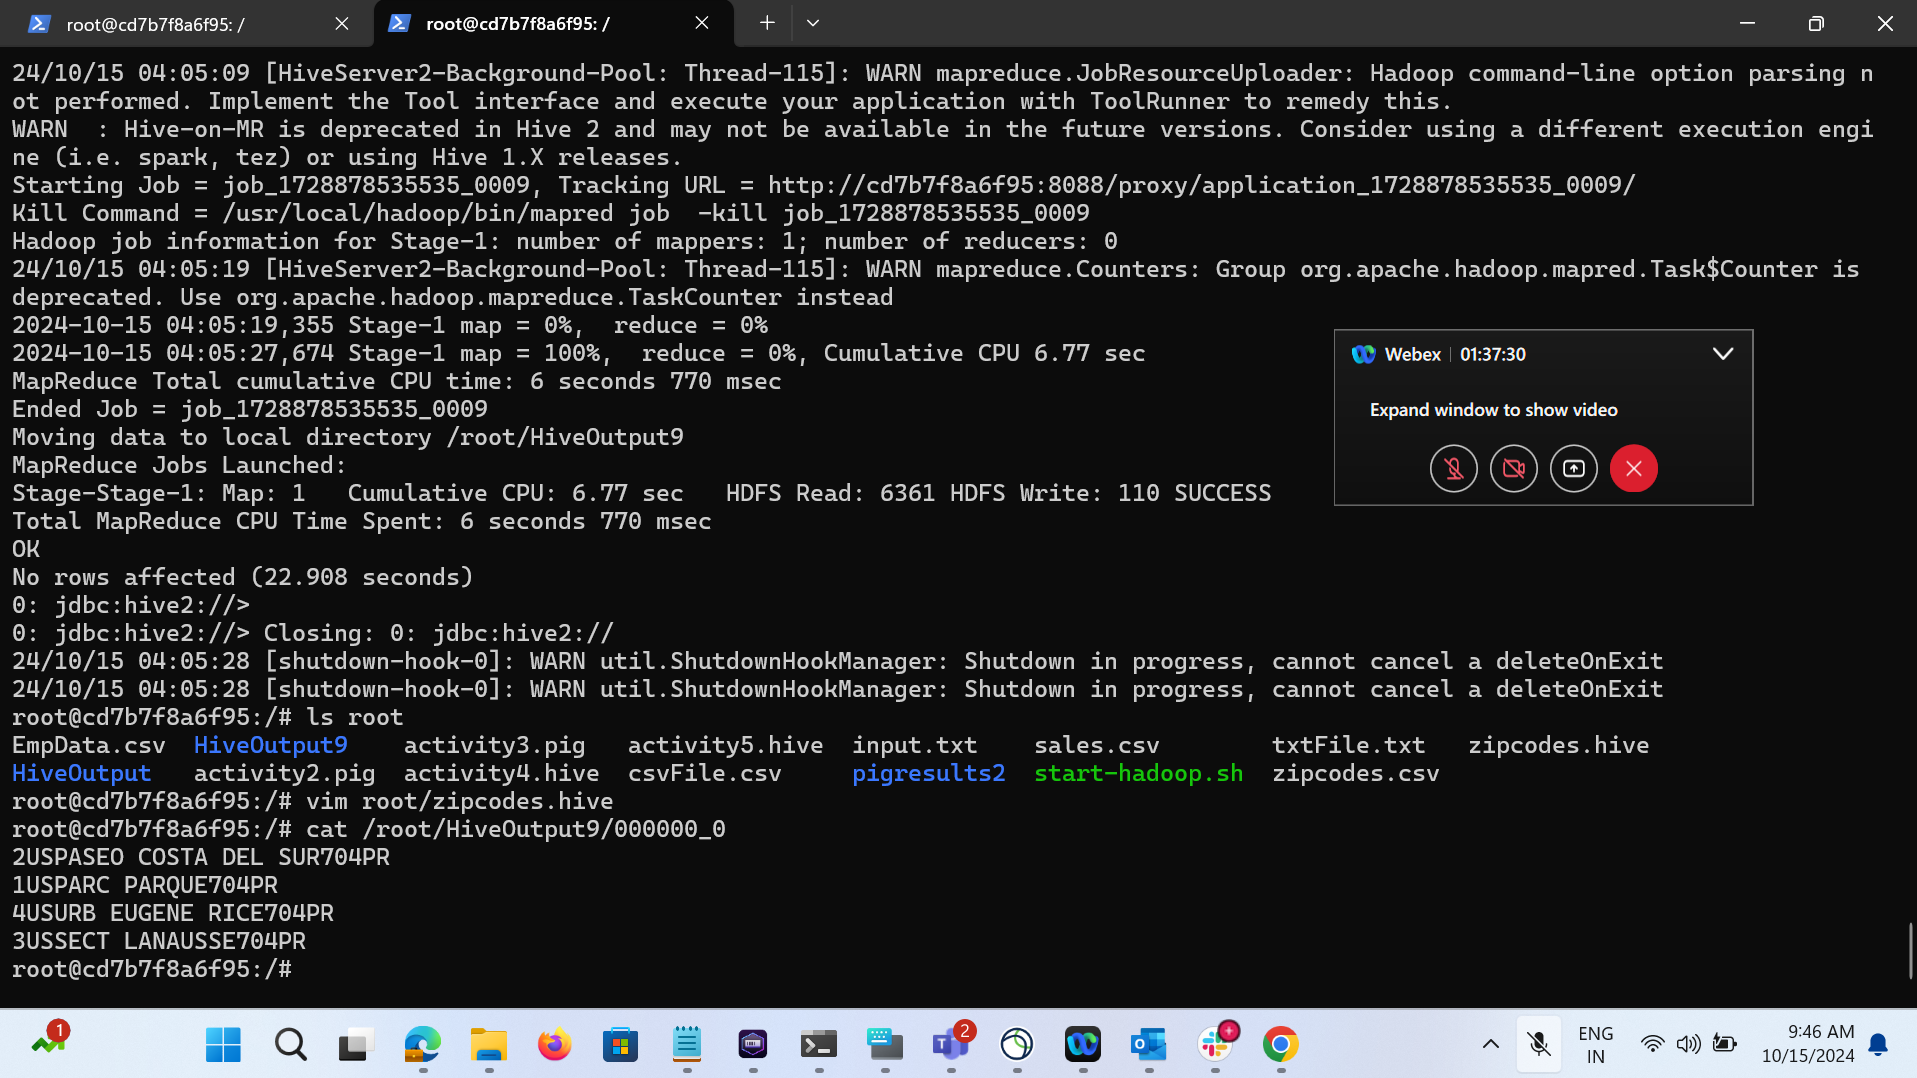 root@cd7b7f8a6f95: /
root@cd7b7f8a6f95: /
24/10/15 04:05:09 [HiveServer2-Background-Pool: Thread-115]: WARN mapreduce.JobResourceUploader: Hadoop command-line option parsing n
ot performed. Implement the Tool interface and execute your application with ToolRunner to remedy this.
WARN  : Hive-on-MR is deprecated in Hive 2 and may not be available in the future versions. Consider using a different execution engi
ne (i.e. spark, tez) or using Hive 1.X releases.
Starting Job = job_1728878535535_0009, Tracking URL = http://cd7b7f8a6f95:8088/proxy/application_1728878535535_0009/
Kill Command = /usr/local/hadoop/bin/mapred job  -kill job_1728878535535_0009
Hadoop job information for Stage-1: number of mappers: 1; number of reducers: 0
24/10/15 04:05:19 [HiveServer2-Background-Pool: Thread-115]: WARN mapreduce.Counters: Group org.apache.hadoop.mapred.Task$Counter is
deprecated. Use org.apache.hadoop.mapreduce.TaskCounter instead
2024-10-15 04:05:19,355 Stage-1 map = 0%,  reduce = 0%
2024-10-15 04:05:27,674 Stage-1 map = 100%,  reduce = 0%, Cumulative CPU 6.77 sec
MapReduce Total cumulative CPU time: 6 seconds 770 msec
Ended Job = job_1728878535535_0009
Moving data to local directory /root/HiveOutput9
MapReduce Jobs Launched:
Stage-Stage-1: Map: 1   Cumulative CPU: 6.77 sec   HDFS Read: 6361 HDFS Write: 110 SUCCESS
Total MapReduce CPU Time Spent: 6 seconds 770 msec
OK
No rows affected (22.908 seconds)
0: jdbc:hive2://>
0: jdbc:hive2://> Closing: 0: jdbc:hive2://
24/10/15 04:05:28 [shutdown-hook-0]: WARN util.ShutdownHookManager: Shutdown in progress, cannot cancel a deleteOnExit
24/10/15 04:05:28 [shutdown-hook-0]: WARN util.ShutdownHookManager: Shutdown in progress, cannot cancel a deleteOnExit
root@cd7b7f8a6f95:/# ls root
EmpData.csv  HiveOutput9    activity3.pig   activity5.hive  input.txt    sales.csv        txtFile.txt   zipcodes.hive
HiveOutput   activity2.pig  activity4.hive  csvFile.csv     pigresults2  start-hadoop.sh  zipcodes.csv
root@cd7b7f8a6f95:/# vim root/zipcodes.hive
root@cd7b7f8a6f95:/# cat /root/HiveOutput9/000000_0
2USPASEO COSTA DEL SUR704PR
1USPARC PARQUE704PR
4USURB EUGENE RICE704PR
3USSECT LANAUSSE704PR
root@cd7b7f8a6f95:/#
Webex | 01:37:30
Expand window to show video
1
2
ENG
IN
9:46 AM
10/15/2024